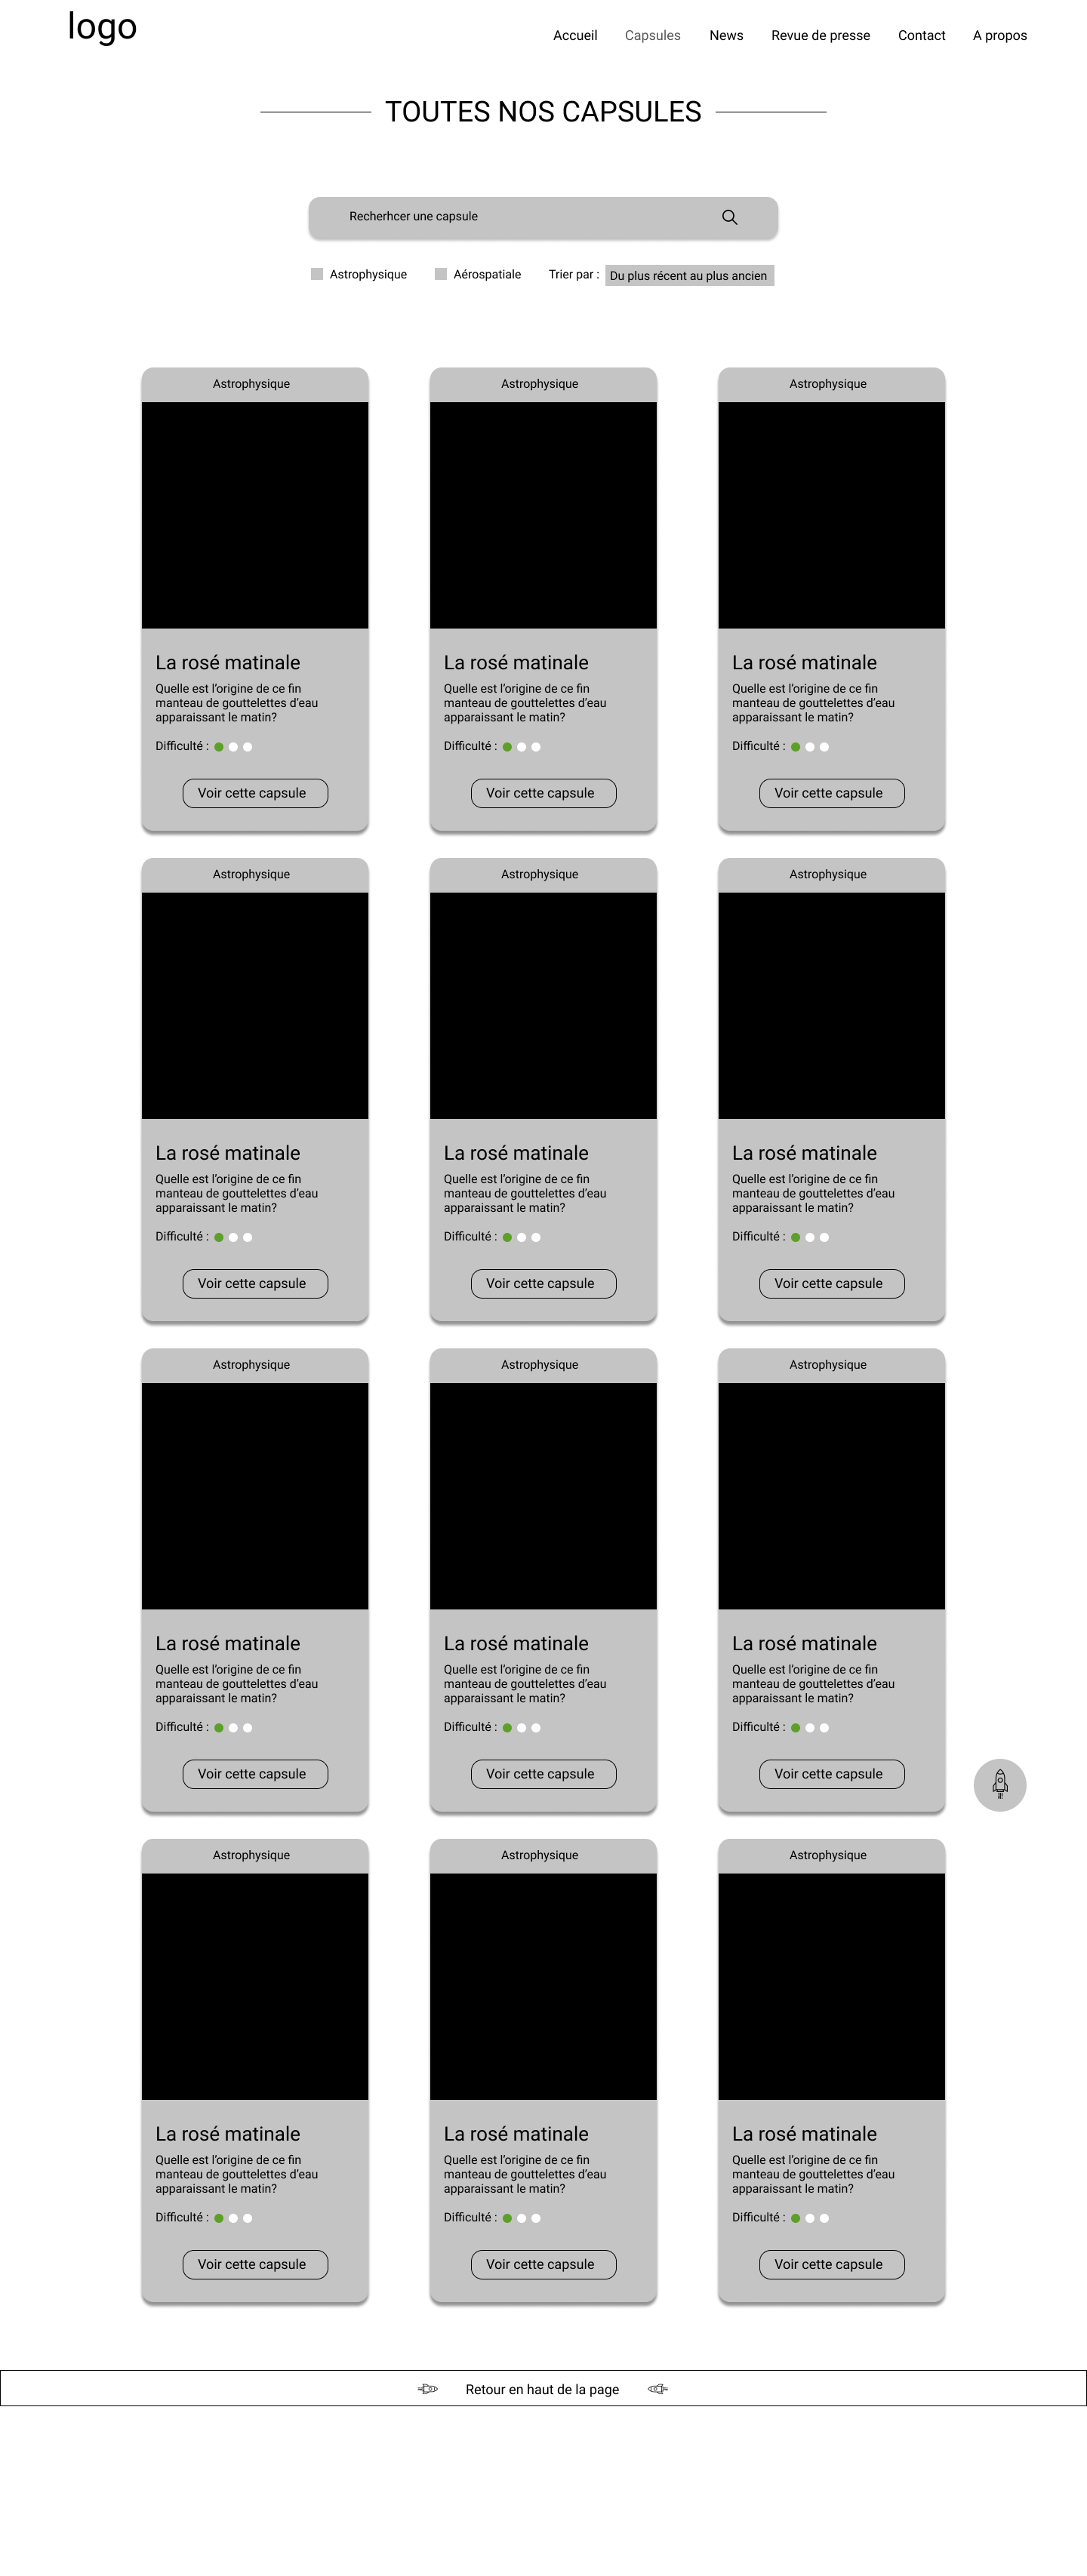 logo
Accueil Capsules News Revue de presse Contact A propos
TOUTES NOS CAPSULES
Recherhcer une capsule
Astrophysique Aérospatiale Trier par : Du plus récent au plus ancien
Astrophysique Astrophysique Astrophysique
La rosé matinale La rosé matinale La rosé matinale
Quelle est l’origine de ce fin Quelle est l’origine de ce fin Quelle est l’origine de ce fin
manteau de gouttelettes d’eau manteau de gouttelettes d’eau manteau de gouttelettes d’eau
apparaissant le matin? apparaissant le matin? apparaissant le matin?
Difficulté : Difficulté : Difficulté :
Voir cette capsule Voir cette capsule Voir cette capsule
Astrophysique Astrophysique Astrophysique
La rosé matinale La rosé matinale La rosé matinale
Quelle est l’origine de ce fin Quelle est l’origine de ce fin Quelle est l’origine de ce fin
manteau de gouttelettes d’eau manteau de gouttelettes d’eau manteau de gouttelettes d’eau
apparaissant le matin? apparaissant le matin? apparaissant le matin?
Difficulté : Difficulté : Difficulté :
Voir cette capsule Voir cette capsule Voir cette capsule
Astrophysique Astrophysique Astrophysique
La rosé matinale La rosé matinale La rosé matinale
Quelle est l’origine de ce fin Quelle est l’origine de ce fin Quelle est l’origine de ce fin
manteau de gouttelettes d’eau manteau de gouttelettes d’eau manteau de gouttelettes d’eau
apparaissant le matin? apparaissant le matin? apparaissant le matin?
Difficulté : Difficulté : Difficulté :
Voir cette capsule Voir cette capsule Voir cette capsule
Astrophysique Astrophysique Astrophysique
La rosé matinale La rosé matinale La rosé matinale
Quelle est l’origine de ce fin Quelle est l’origine de ce fin Quelle est l’origine de ce fin
manteau de gouttelettes d’eau manteau de gouttelettes d’eau manteau de gouttelettes d’eau
apparaissant le matin? apparaissant le matin? apparaissant le matin?
Difficulté : Difficulté : Difficulté :
Voir cette capsule Voir cette capsule Voir cette capsule
Retour en haut de la page